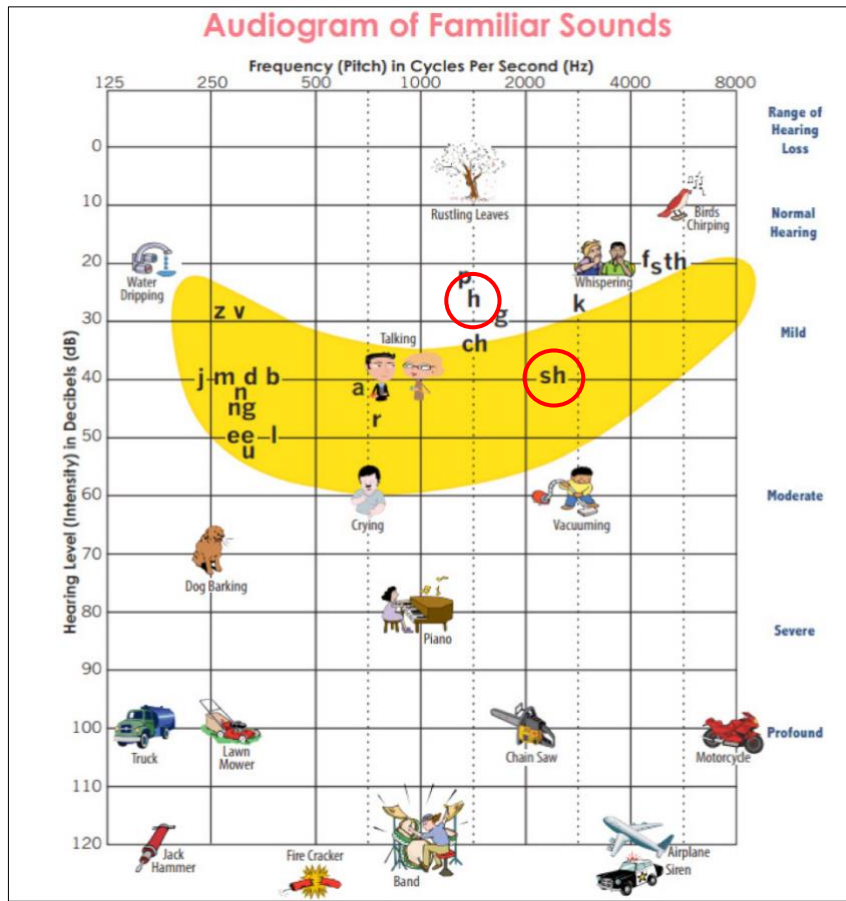 Audiogram of Familiar Sounds
Frequency (Pitch) in Cycles Per Second (Hz)
125 250 500 1000 2000 4000 8000
Hearing Level (Intensity) in Decibels (dB)
Range of
Hearing
Loss
0
Rustling Leaves
10
Birds
Chirping
Normal
Hearing
Water
Dripping
20
p
Whispering
f s th
h
z v
k
g
30
Talking
ch
Mild
j m d b
40
n
a
sh
ng
r
ee l
50
u
60
Crying
Vacuuming
Moderate
70
Dog Barking
80
Piano
Severe
90
100
Truck
Lawn
Mower
Chain Saw
Motorcycle
Profound
110
120
Jack
Hammer
Fire Cracker
Band
Airplane
Siren